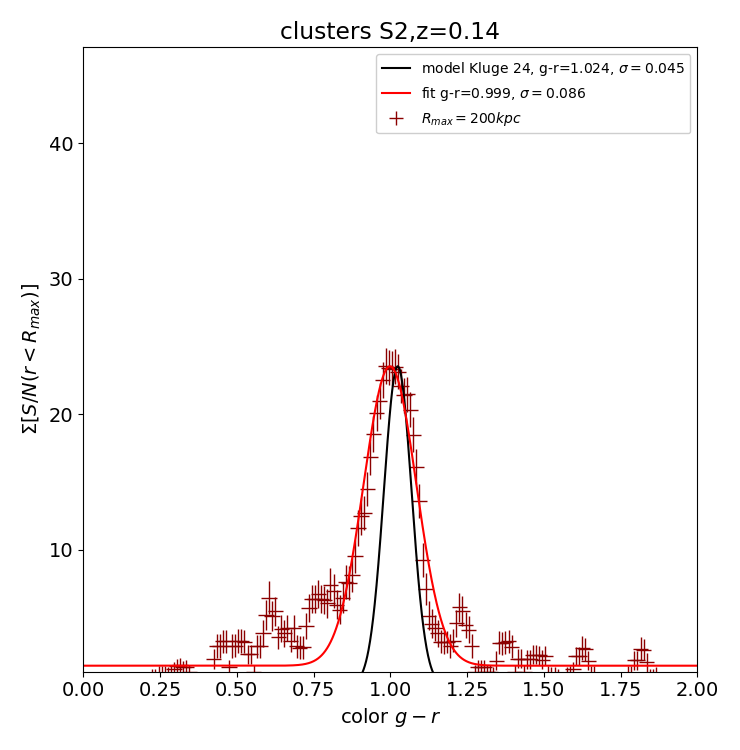 clusters S2,z=0.14
model Kluge 24, g-r=1.024, σ = 0.045
fit g-r=0.999, σ = 0.086
R_max = 200kpc
Σ[S/N(r < R_max)]
40
30
20
10
0.00 0.25 0.50 0.75 1.00 1.25 1.50 1.75 2.00
color g − r